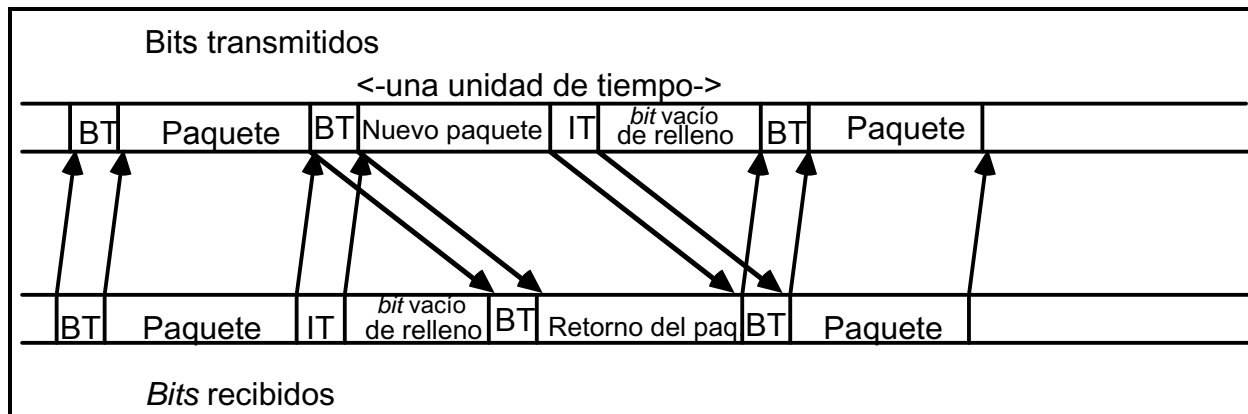 Bits transmitidos
<-una unidad de tiempo->
BT Paquete BT Nuevo paquete IT bit vacío de relleno BT Paquete
BT Paquete IT bit vacío de relleno BT Retorno del paq BT Paquete
Bits recibidos